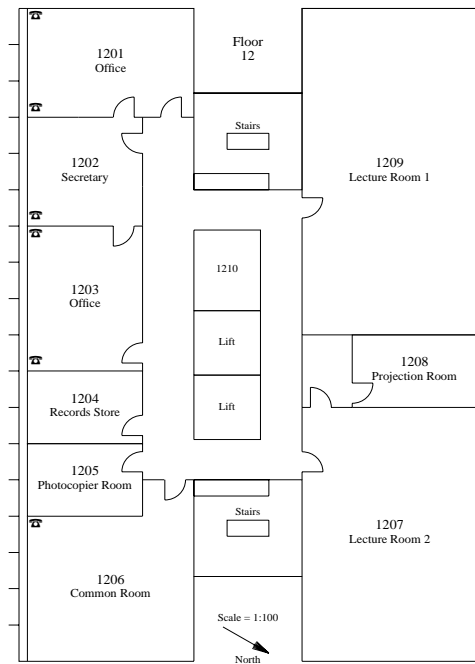 1201
Office
Floor
12
Stairs
1202
Secretary
1209
Lecture Room 1
1203
Office
1210
Lift
1208
Projection Room
1204
Records Store
Lift
1205
Photocopier Room
Stairs
1207
Lecture Room 2
1206
Common Room
Scale = 1:100
North